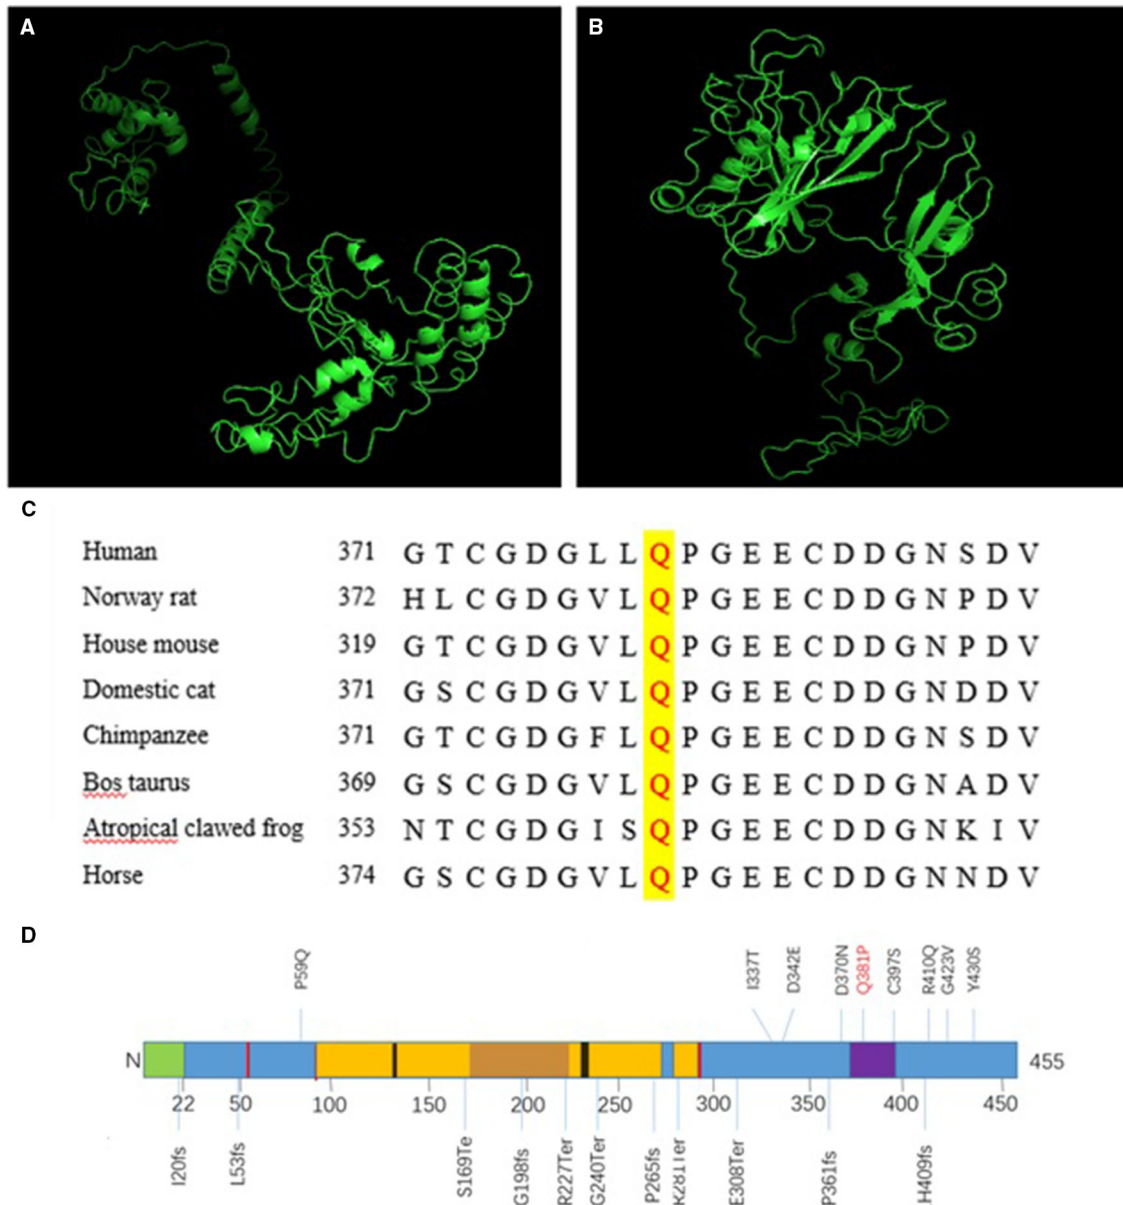 A
B
C
Human 371 G T C G D G L L Q P G E E C D D G N S D V
Norway rat 372 H L C G D G V L Q P G E E C D D G N P D V
House mouse 319 G T C G D G V L Q P G E E C D D G N P D V
Domestic cat 371 G S C G D G V L Q P G E E C D D G N D D V
Chimpanzee 371 G T C G D G F L Q P G E E C D D G N S D V
Bos taurus 369 G S C G D G V L Q P G E E C D D G N A D V
Atropical clawed frog 353 N T C G D G I S Q P G E E C D D G N K I V
Horse 374 G S C G D G V L Q P G E E C D D G N N D V
D
P59Q I337T D342E D370N Q381P C397S R410Q G423V Y430S
N 455
22 50 100 150 200 250 300 350 400 450
I20fs L53fs S169Te G198fs R227Ter G240Ter P265fs K281Ter E308Ter P361fs H409fs